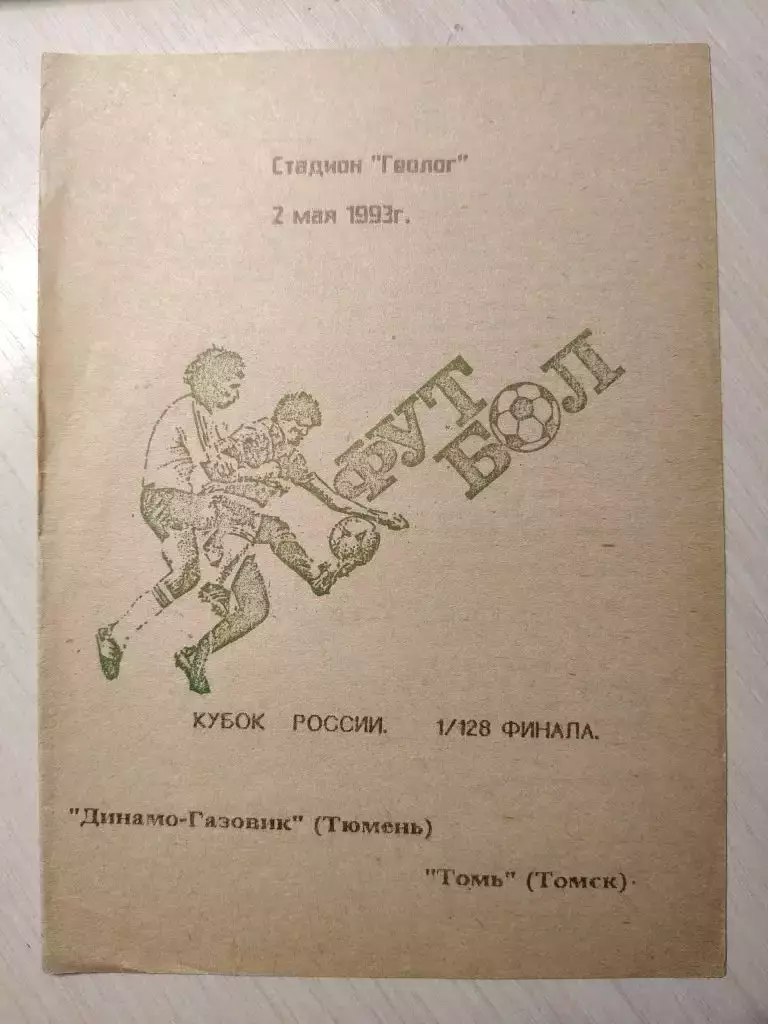 Стадион "Геолог"
2 мая 1993г.
ФУТ
БОЛ
КУБОК РОССИИ. 1/128 ФИНАЛА.
"Динамо-Газовик" (Тюмень)
"Томь" (Томск).